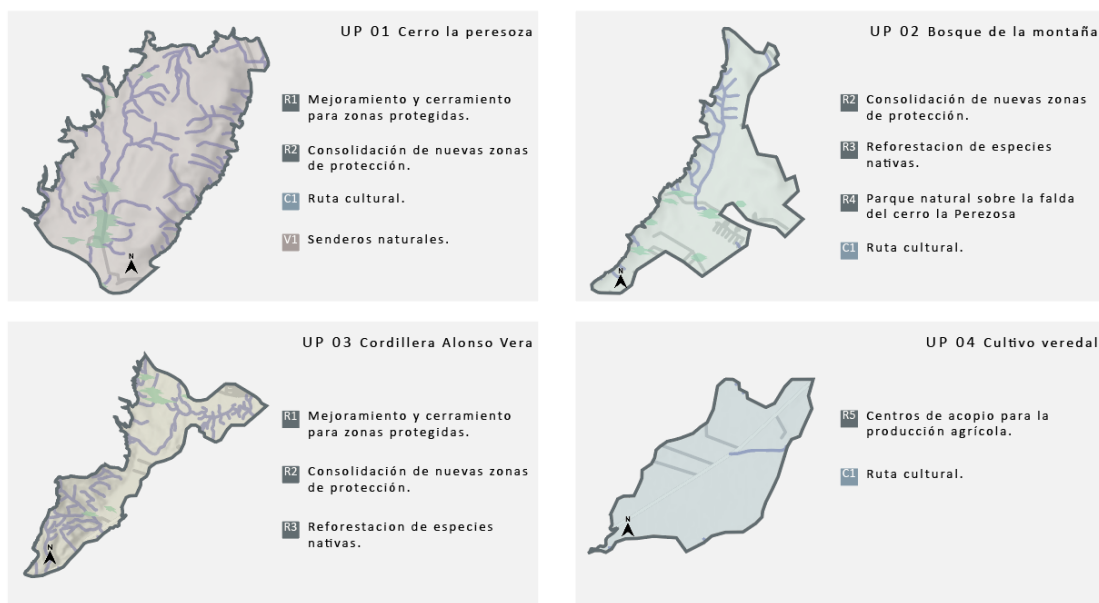 UP 01 Cerro la peresoza
R1 Mejoramiento y cerramiento
para zonas protegidas.
R2 Consolidación de nuevas zonas
de protección.
C1 Ruta cultural.
V1 Senderos naturales.
N
UP 02 Bosque de la montaña
R2 Consolidación de nuevas zonas
de protección.
R3 Reforestacion de especies
nativas.
R4 Parque natural sobre la falda
del cerro la Perezosa
C1 Ruta cultural.
N
UP 03 Cordillera Alonso Vera
R1 Mejoramiento y cerramiento
para zonas protegidas.
R2 Consolidación de nuevas zonas
de protección.
R3 Reforestacion de especies
nativas.
N
UP 04 Cultivo veredal
R5 Centros de acopio para la
producción agrícola.
C1 Ruta cultural.
N